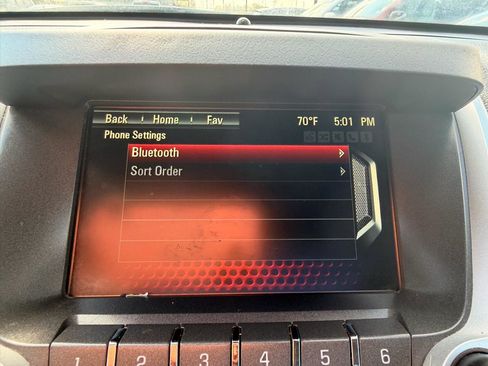 Back Home Fav 70°F 5:01 PM
Phone Settings
Bluetooth
Sort Order
1 2 3 4 5 6